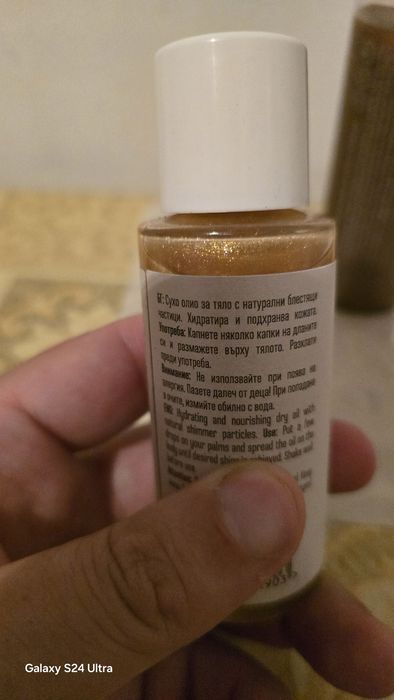 БГ: Сухо олио за тяло с натурални блестящи
частици. Хидратира и подхранва кожата.
Употреба: Капнете няколко капки на дланите
си и размажете върху тялото. Разклати
преди употреба.
Внимание: Не използвайте при поява на
алергия. Пазете далеч от деца! При попадане
в очите, измийте обилно с вода.
ENG: Hydrating and nourishing dry oil with
natural shimmer particles. Use: Put a few
drops on your palms and spread the oil on the
body until desired shine is achieved. Shake well
before use.
Galaxy S24 Ultra